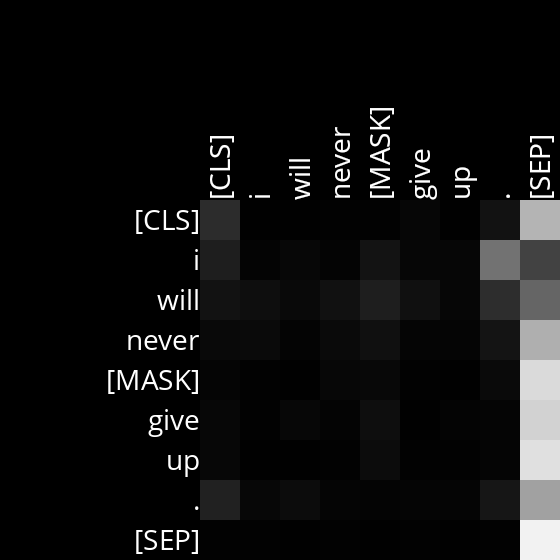 [CLS] i will never [MASK] give up . [SEP]
[CLS]
i
will
never
[MASK]
give
up
.
[SEP]